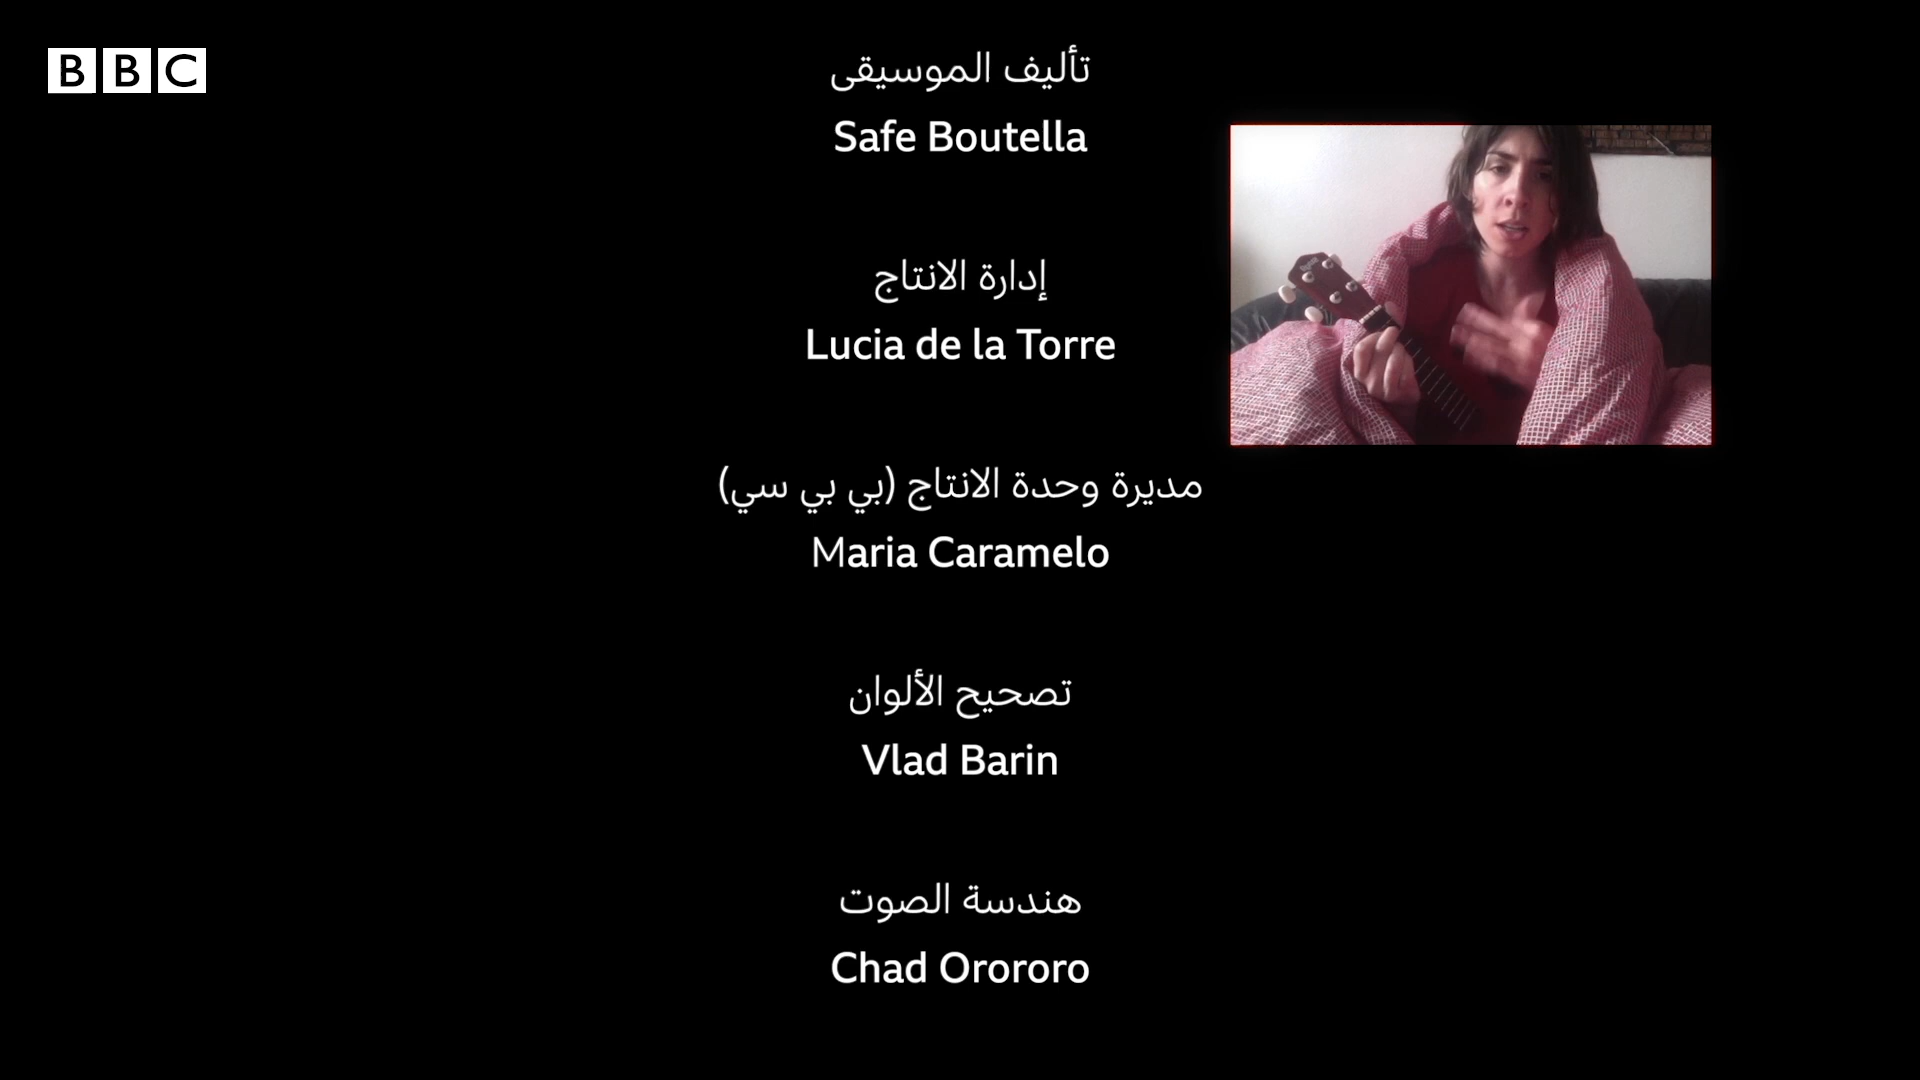 BBC
تأليف الموسيقى
Safe Boutella
إدارة الانتاج
Lucia de la Torre
مديرة وحدة الانتاج (بي بي سي)
Maria Caramelo
تصحيح الألوان
Vlad Barin
هندسة الصوت
Chad Orororo